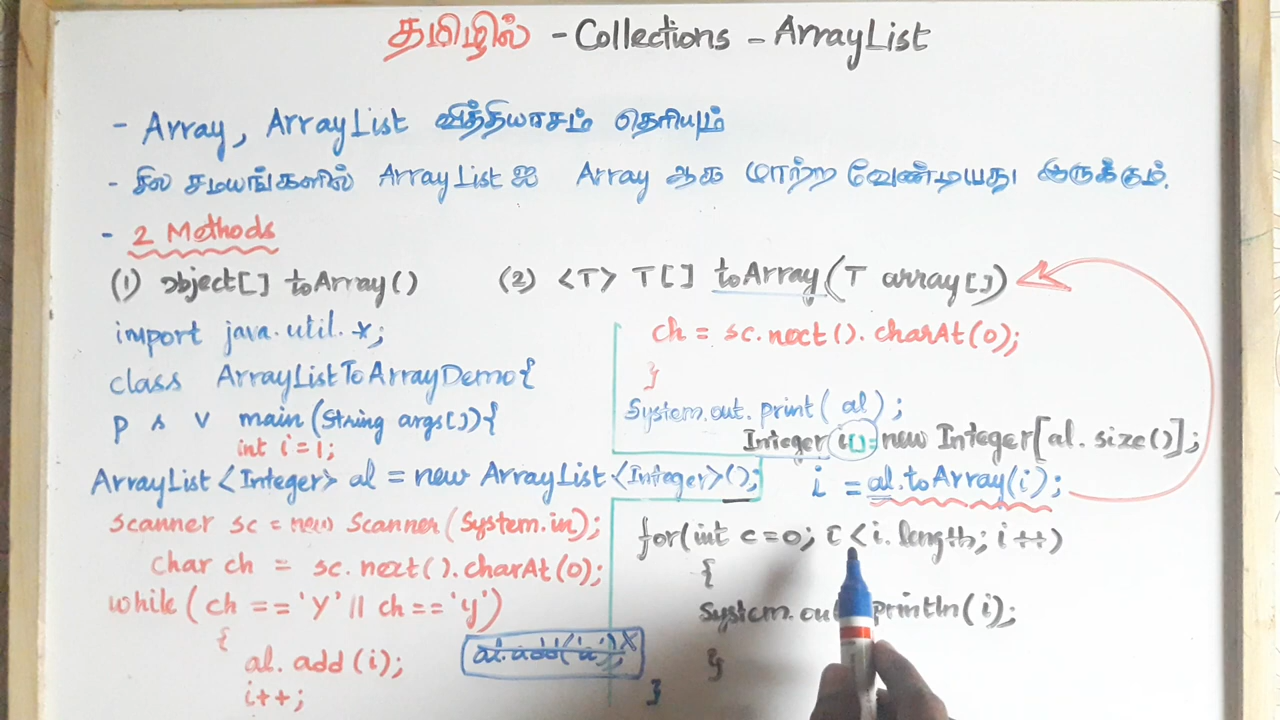 தமிழில் - Collections - ArrayList
- Array, ArrayList வித்தியாசம் தெரியும்
- சில சமயங்களில் ArrayList ஐ Array ஆக மாற்ற வேண்டியது இருக்கும்.
- 2 Methods
(1) object[] toArray()
(2) <T> T[] toArray(T array[])
import java.util.*;
class ArrayListToArrayDemo{
p s v main(String args[]){
int i=1;
ArrayList<Integer> al = new ArrayList<Integer>();
Scanner sc = new Scanner(System.in);
char ch = sc.next().charAt(0);
while(ch=='Y'||ch=='y')
{
al.add(i);
i++;
al.add('a'); x
ch = sc.next().charAt(0);
}
System.out.print(al);
Integer i[]=new Integer[al.size()];
i = al.toArray(i);
for(int c=0; c<i.length; i++)
{
System.out println(i);
}
}